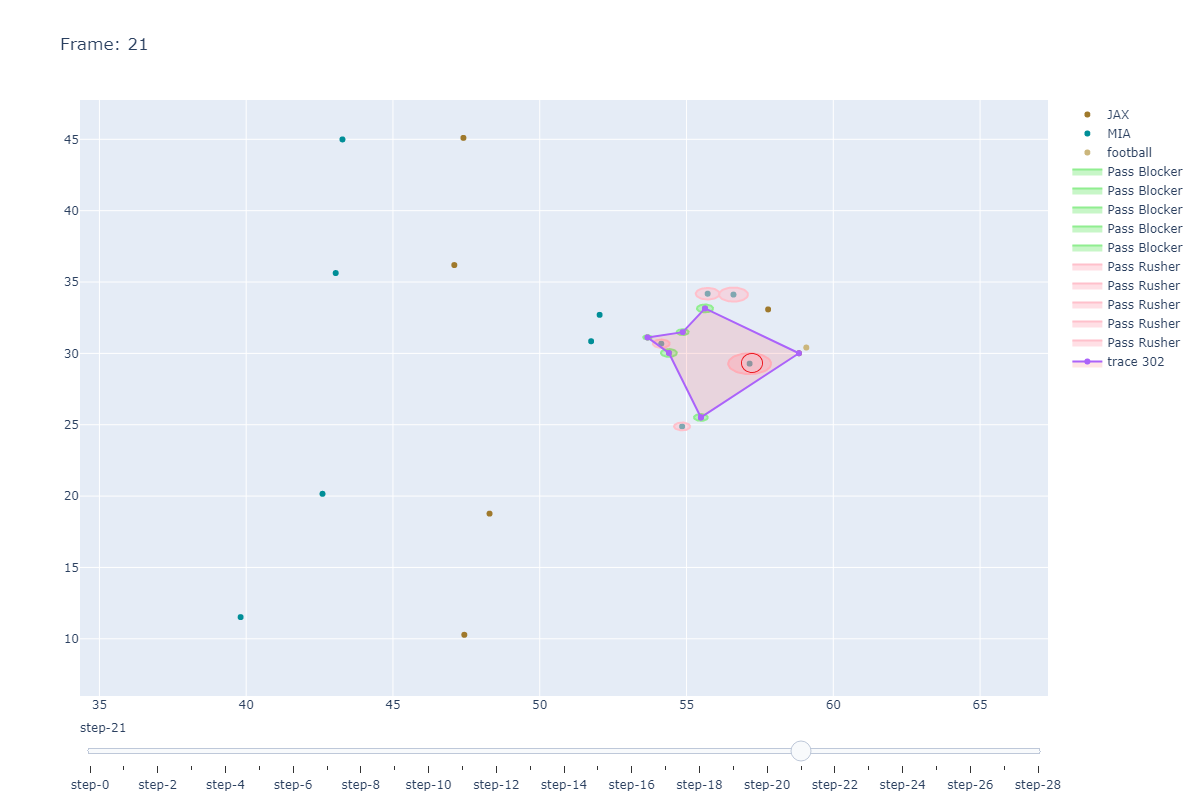 Frame: 21
JAX
MIA
football
Pass Blocker
Pass Blocker
Pass Blocker
Pass Blocker
Pass Blocker
Pass Rusher
Pass Rusher
Pass Rusher
Pass Rusher
Pass Rusher
trace 302
45
40
35
30
25
20
15
10
35 40 45 50 55 60 65
step-21
step-0 step-2 step-4 step-6 step-8 step-10 step-12 step-14 step-16 step-18 step-20 step-22 step-24 step-26 step-28